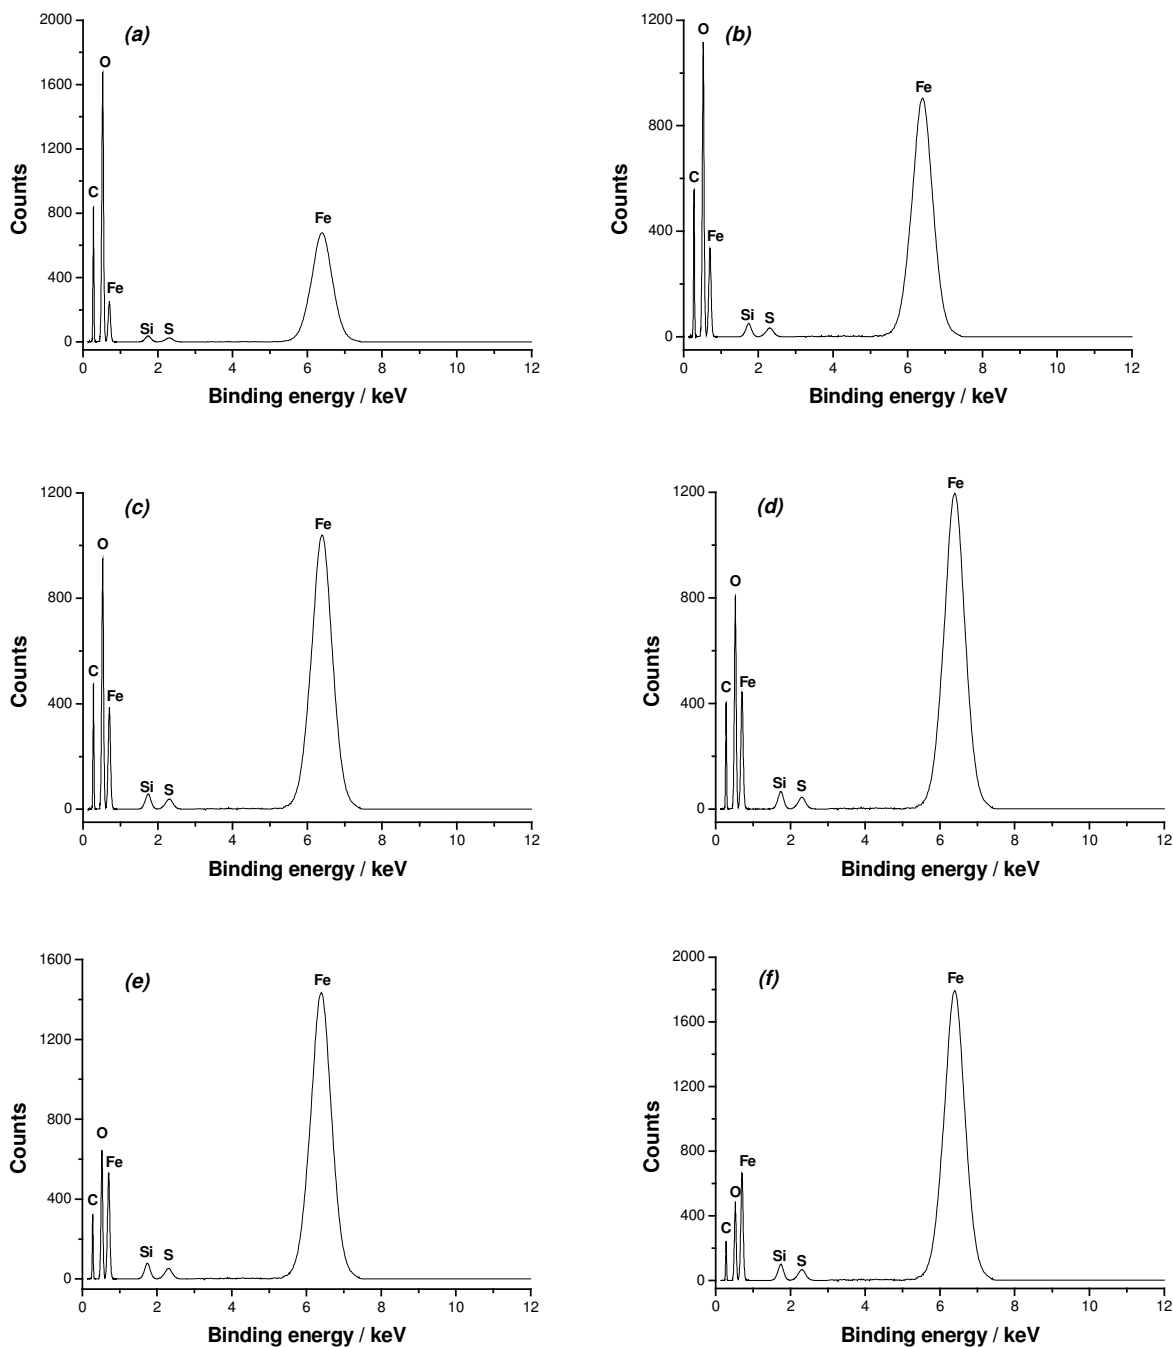 (a)
2000
1600
1200
800
400
0
C
O
Fe
Si
S
Fe
0 2 4 6 8 10 12
Counts
Binding energy / keV
(b)
1200
800
400
0
C
O
Fe
Si
S
Fe
0 2 4 6 8 10 12
Counts
Binding energy / keV
(c)
1200
800
400
0
C
O
Fe
Si
S
Fe
0 2 4 6 8 10 12
Counts
Binding energy / keV
(d)
1200
800
400
0
C
O
Fe
Si
S
Fe
0 2 4 6 8 10 12
Counts
Binding energy / keV
(e)
1600
1200
800
400
0
C
O
Fe
Si
S
Fe
0 2 4 6 8 10 12
Counts
Binding energy / keV
(f)
2000
1600
1200
800
400
0
C
O
Fe
Si
S
Fe
0 2 4 6 8 10 12
Counts
Binding energy / keV